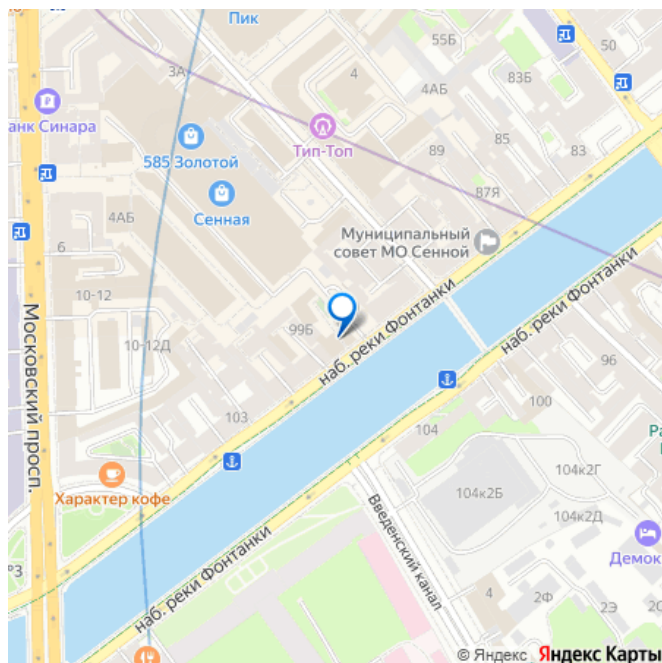 Пик
55Б
50
3А
4
4АБ
83Б
нк Синара
Тип-Топ
85
89
83
585 Золотой
87Я
Сенная
4АБ
Муниципальный
совет МО Сенной
6
10-12
99Б
наб. реки Фонтанки
наб. реки Фонтанки
Московский просп.
10-12Д
96
100
103
104
104к2Г
Характер кофе
104к2Б
104к2Д
Введенский канал
Демок
№3
наб. реки Фонтанки
4
2Ф
2Э
© Яндекс Яндекс Карты